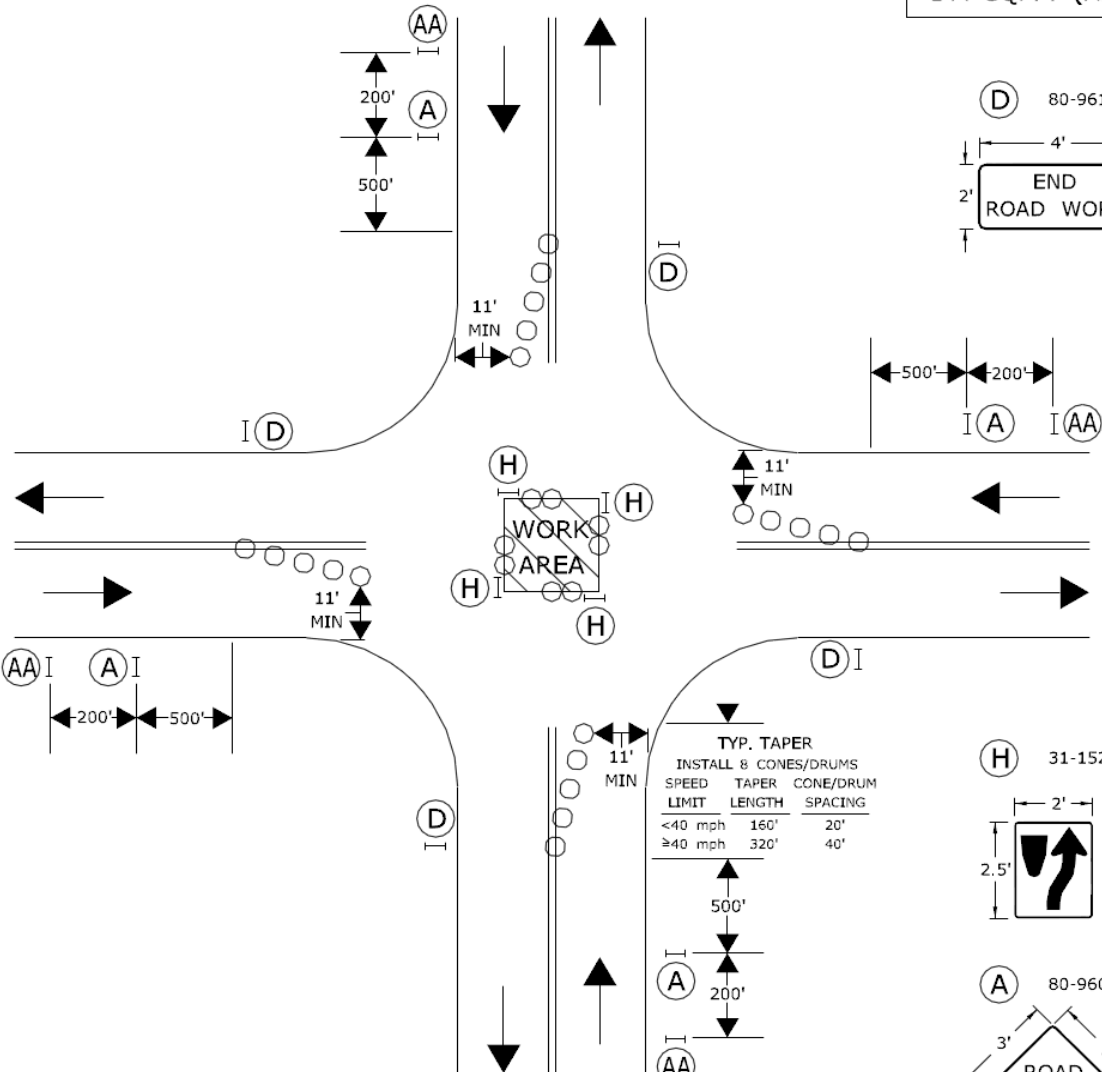 AA
200'
A
500'
D
80-961
4'
2'
END
ROAD
D
11'
MIN
500'
200'
A
AA
D
H
11'
MIN
H
WORK
AREA
H
H
11'
MIN
AA
A
200'
500'
D
11'
MIN
TYP. TAPER
INSTALL 8 CONES/DRUMS
SPEED TAPER CONE/DRUM
LIMIT LENGTH SPACING
<40 mph 160' 20'
≥40 mph 320' 40'
D
500'
A
200'
AA
H
31-152
2'
2.5'
A
80-960
3'
ROAD